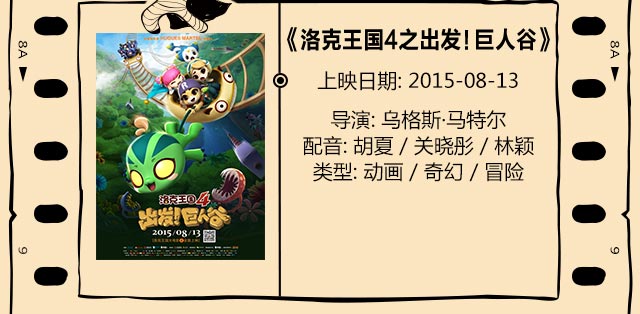 HUGUES MARTEL
洛克王国4
出发!巨人谷
2015/08/13
《洛克王国4之出发!巨人谷》
上映日期: 2015-08-13
导演: 乌格斯·马特尔
配音: 胡夏 / 关晓彤 / 林颖
类型: 动画 / 奇幻 / 冒险
8A
9
8A
9